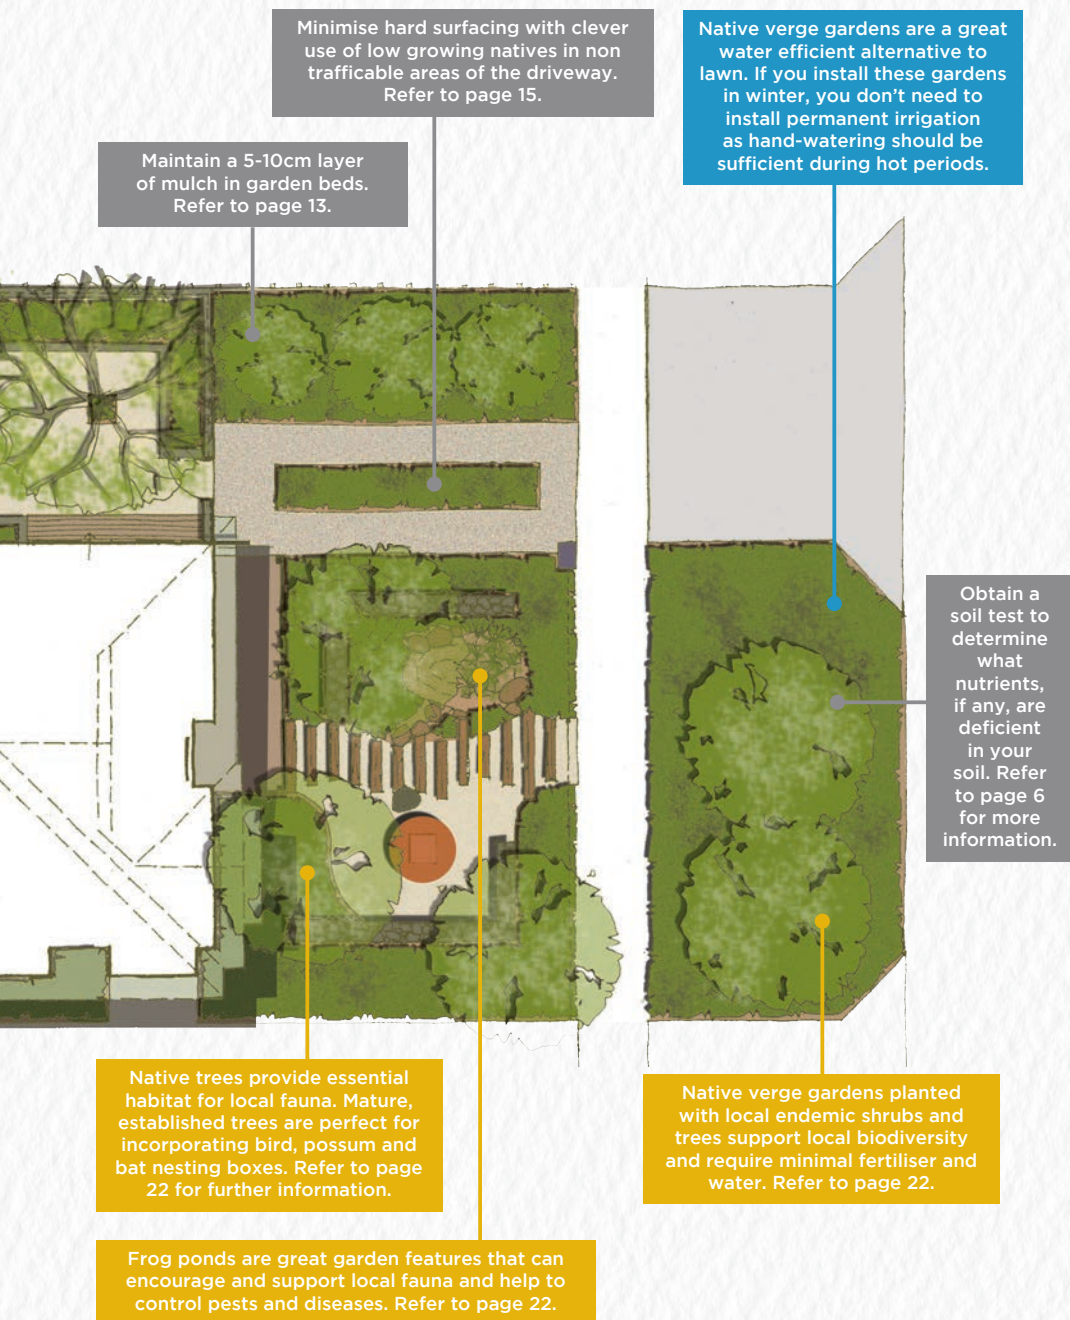 Minimise hard surfacing with clever
use of low growing natives in non
trafficable areas of the driveway.
Refer to page 15.
Native verge gardens are a great
water efficient alternative to
lawn. If you install these gardens
in winter, you don’t need to
install permanent irrigation
as hand-watering should be
sufficient during hot periods.
Maintain a 5-10cm layer
of mulch in garden beds.
Refer to page 13.
Obtain a
soil test to
determine
what
nutrients,
if any, are
deficient
in your
soil. Refer
to page 6
for more
information.
Native trees provide essential
habitat for local fauna. Mature,
established trees are perfect for
incorporating bird, possum and
bat nesting boxes. Refer to page
22 for further information.
Native verge gardens planted
with local endemic shrubs and
trees support local biodiversity
and require minimal fertiliser and
water. Refer to page 22.
Frog ponds are great garden features that can
encourage and support local fauna and help to
control pests and diseases. Refer to page 22.